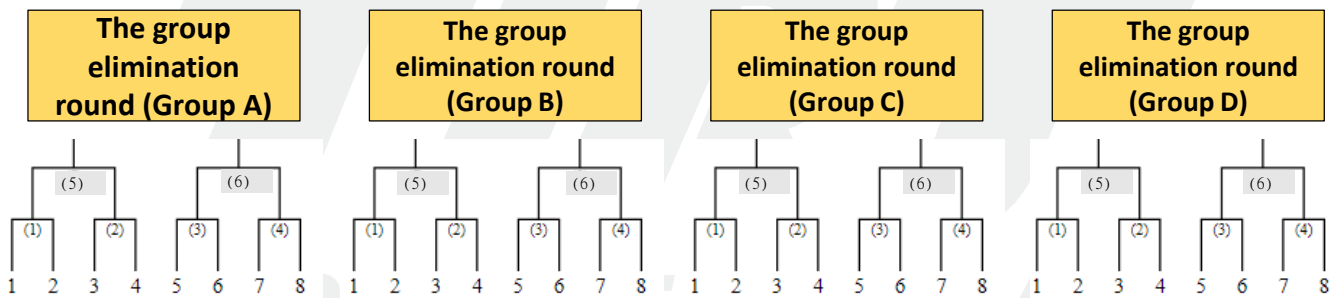 The group
elimination
round (Group A)
The group
elimination round
(Group B)
The group
elimination round
(Group C)
The group
elimination round
(Group D)
(5) (6) (5) (6) (5) (6) (5) (6)
(1) (2) (3) (4) (1) (2) (3) (4) (1) (2) (3) (4) (1) (2) (3) (4)
1 2 3 4 5 6 7 8 1 2 3 4 5 6 7 8 1 2 3 4 5 6 7 8 1 2 3 4 5 6 7 8